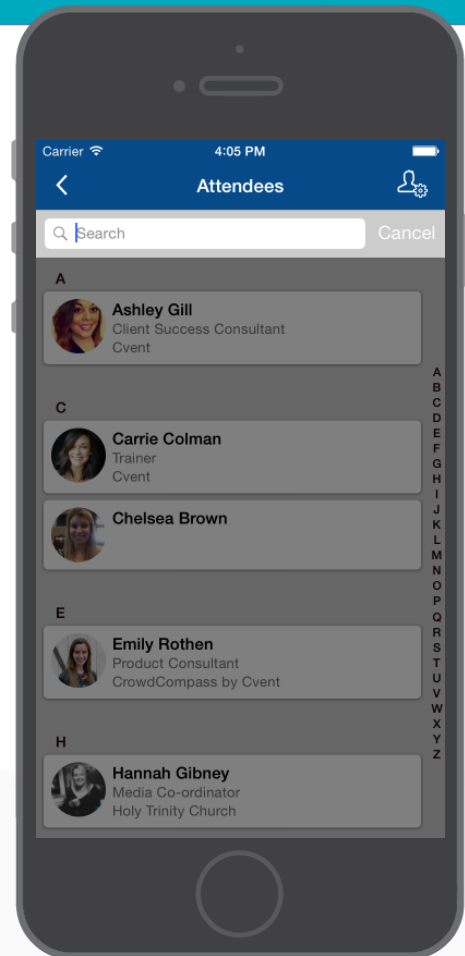 Carrier 4:05 PM
Attendees
Search Cancel
A
Ashley Gill
Client Success Consultant
Cvent
C
Carrie Colman
Trainer
Cvent
Chelsea Brown
E
Emily Rothen
Product Consultant
CrowdCompass by Cvent
H
Hannah Gibney
Media Co-ordinator
Holy Trinity Church
A
B
C
D
E
F
G
H
I
J
K
L
M
N
O
P
Q
R
S
T
U
V
W
X
Y
Z